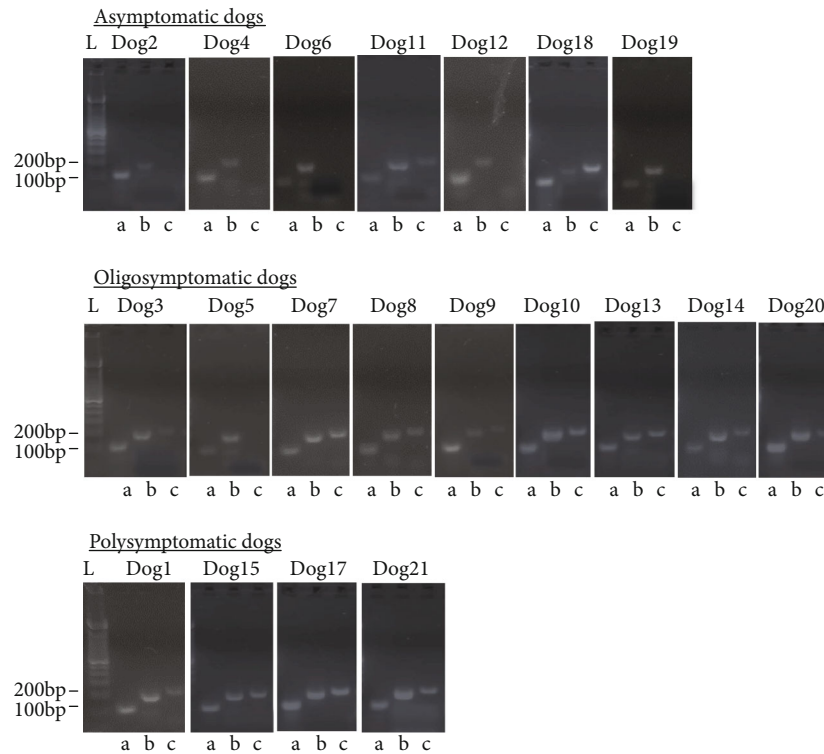 Asymptomatic dogs
L Dog2 Dog4 Dog6 Dog11 Dog12 Dog18 Dog19
200bp
100bp
a b c a b c a b c a b c a b c a b c a b c
Oligosymptomatic dogs
L Dog3 Dog5 Dog7 Dog8 Dog9 Dog10 Dog13 Dog14 Dog20
200bp
100bp
a b c a b c a b c a b c a b c a b c a b c a b c a b c
Polysymptomatic dogs
L Dog1 Dog15 Dog17 Dog21
200bp
100bp
a b c a b c a b c a b c